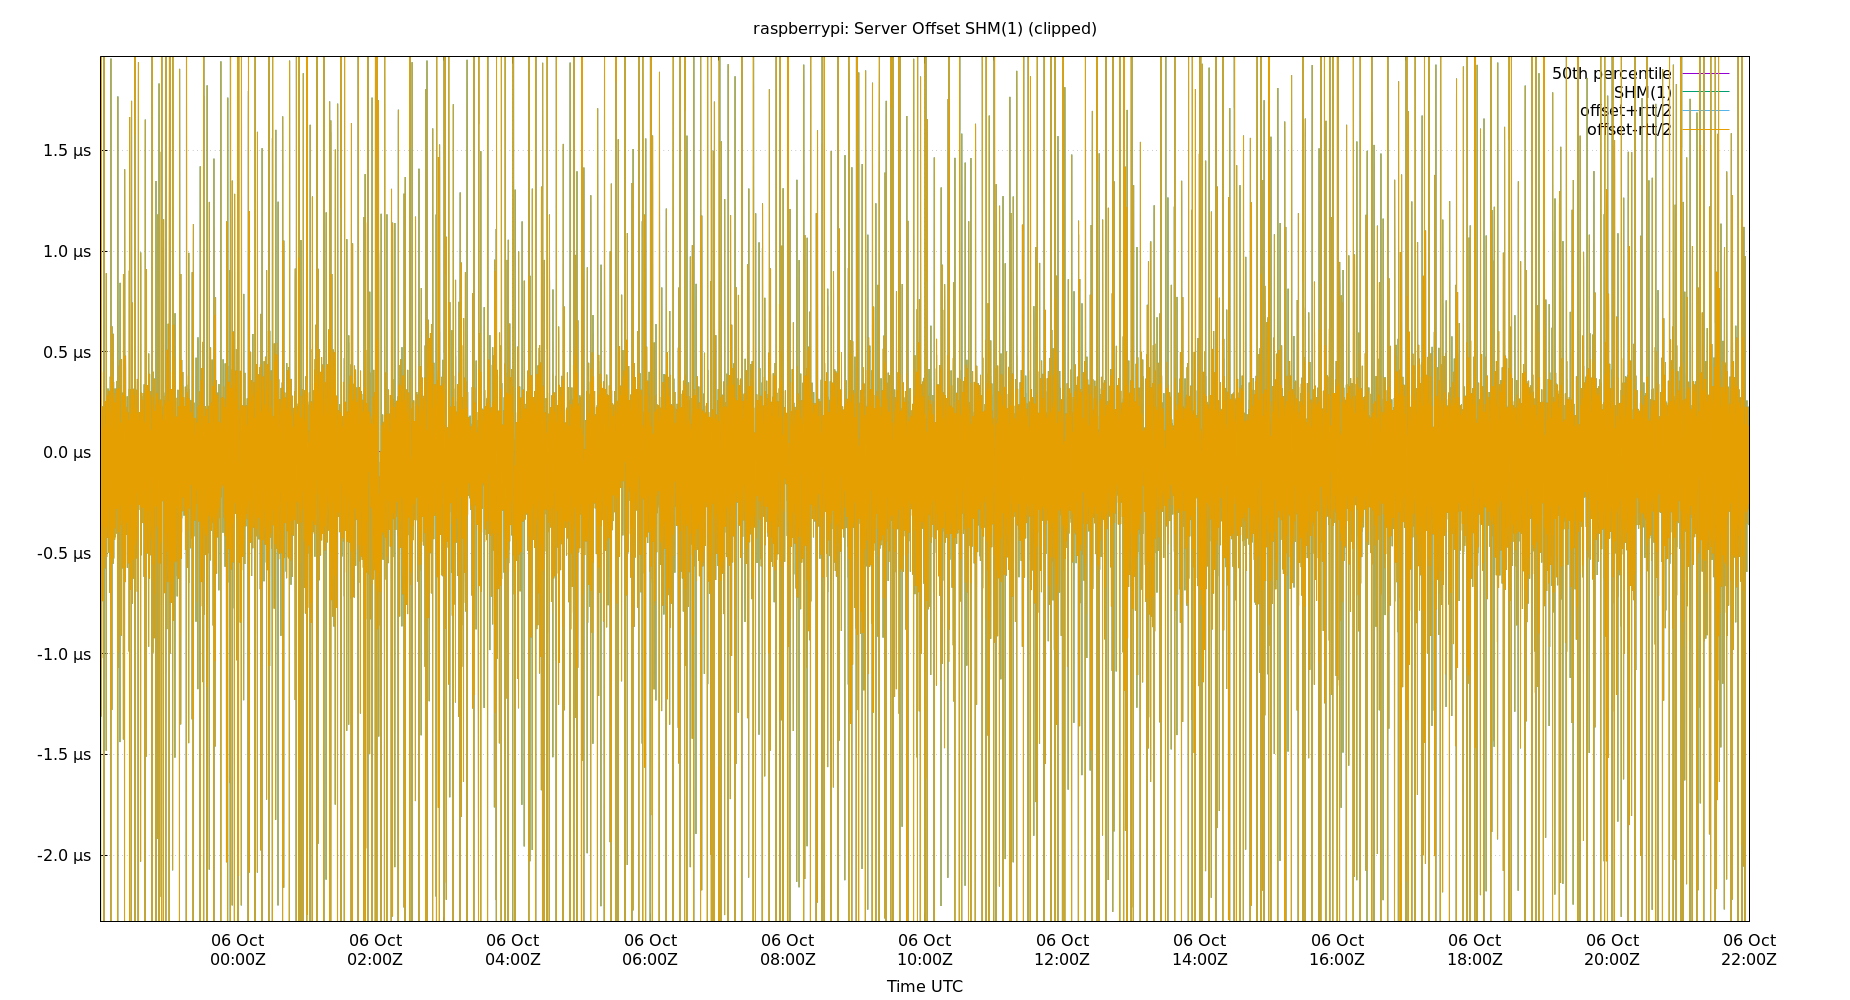 raspberrypi: Server Offset SHM(1) (clipped)
50th percentile
SHM(1)
offset+rtt/2
offset-rtt/2
1.5 µs
1.0 µs
0.5 µs
0.0 µs
-0.5 µs
-1.0 µs
-1.5 µs
-2.0 µs
06 Oct 06 Oct 06 Oct 06 Oct 06 Oct 06 Oct 06 Oct 06 Oct 06 Oct 06 Oct 06 Oct 06 Oct
00:00Z 02:00Z 04:00Z 06:00Z 08:00Z 10:00Z 12:00Z 14:00Z 16:00Z 18:00Z 20:00Z 22:00Z
Time UTC